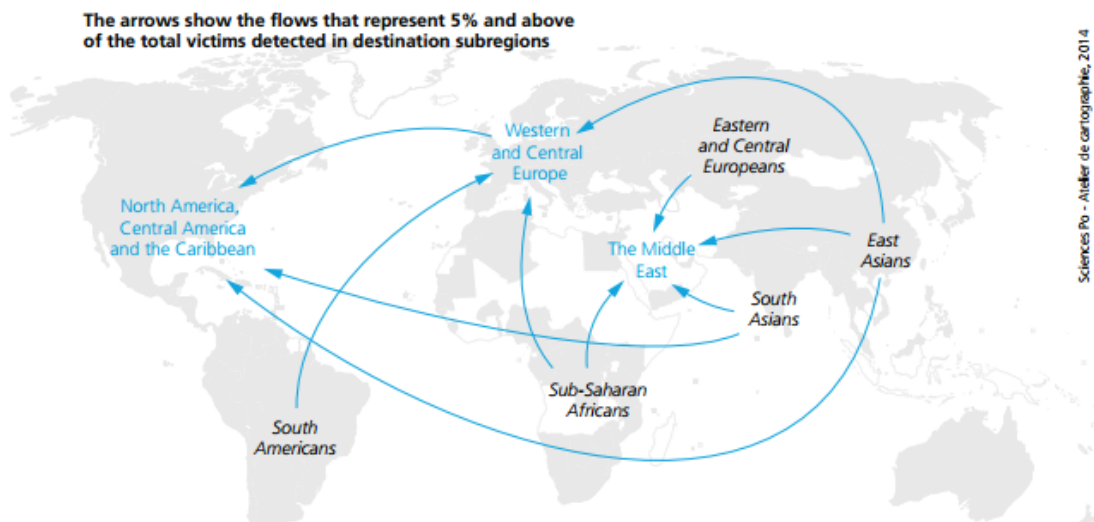 The arrows show the flows that represent 5% and above
of the total victims detected in destination subregions
Western
and Central
Europe
Eastern
and Central
Europeans
North America,
Central America
and the Caribbean
The Middle
East
East
Asians
South
Asians
Sub-Saharan
Africans
South
Americans
Sciences Po - Atelier de cartographie, 2014